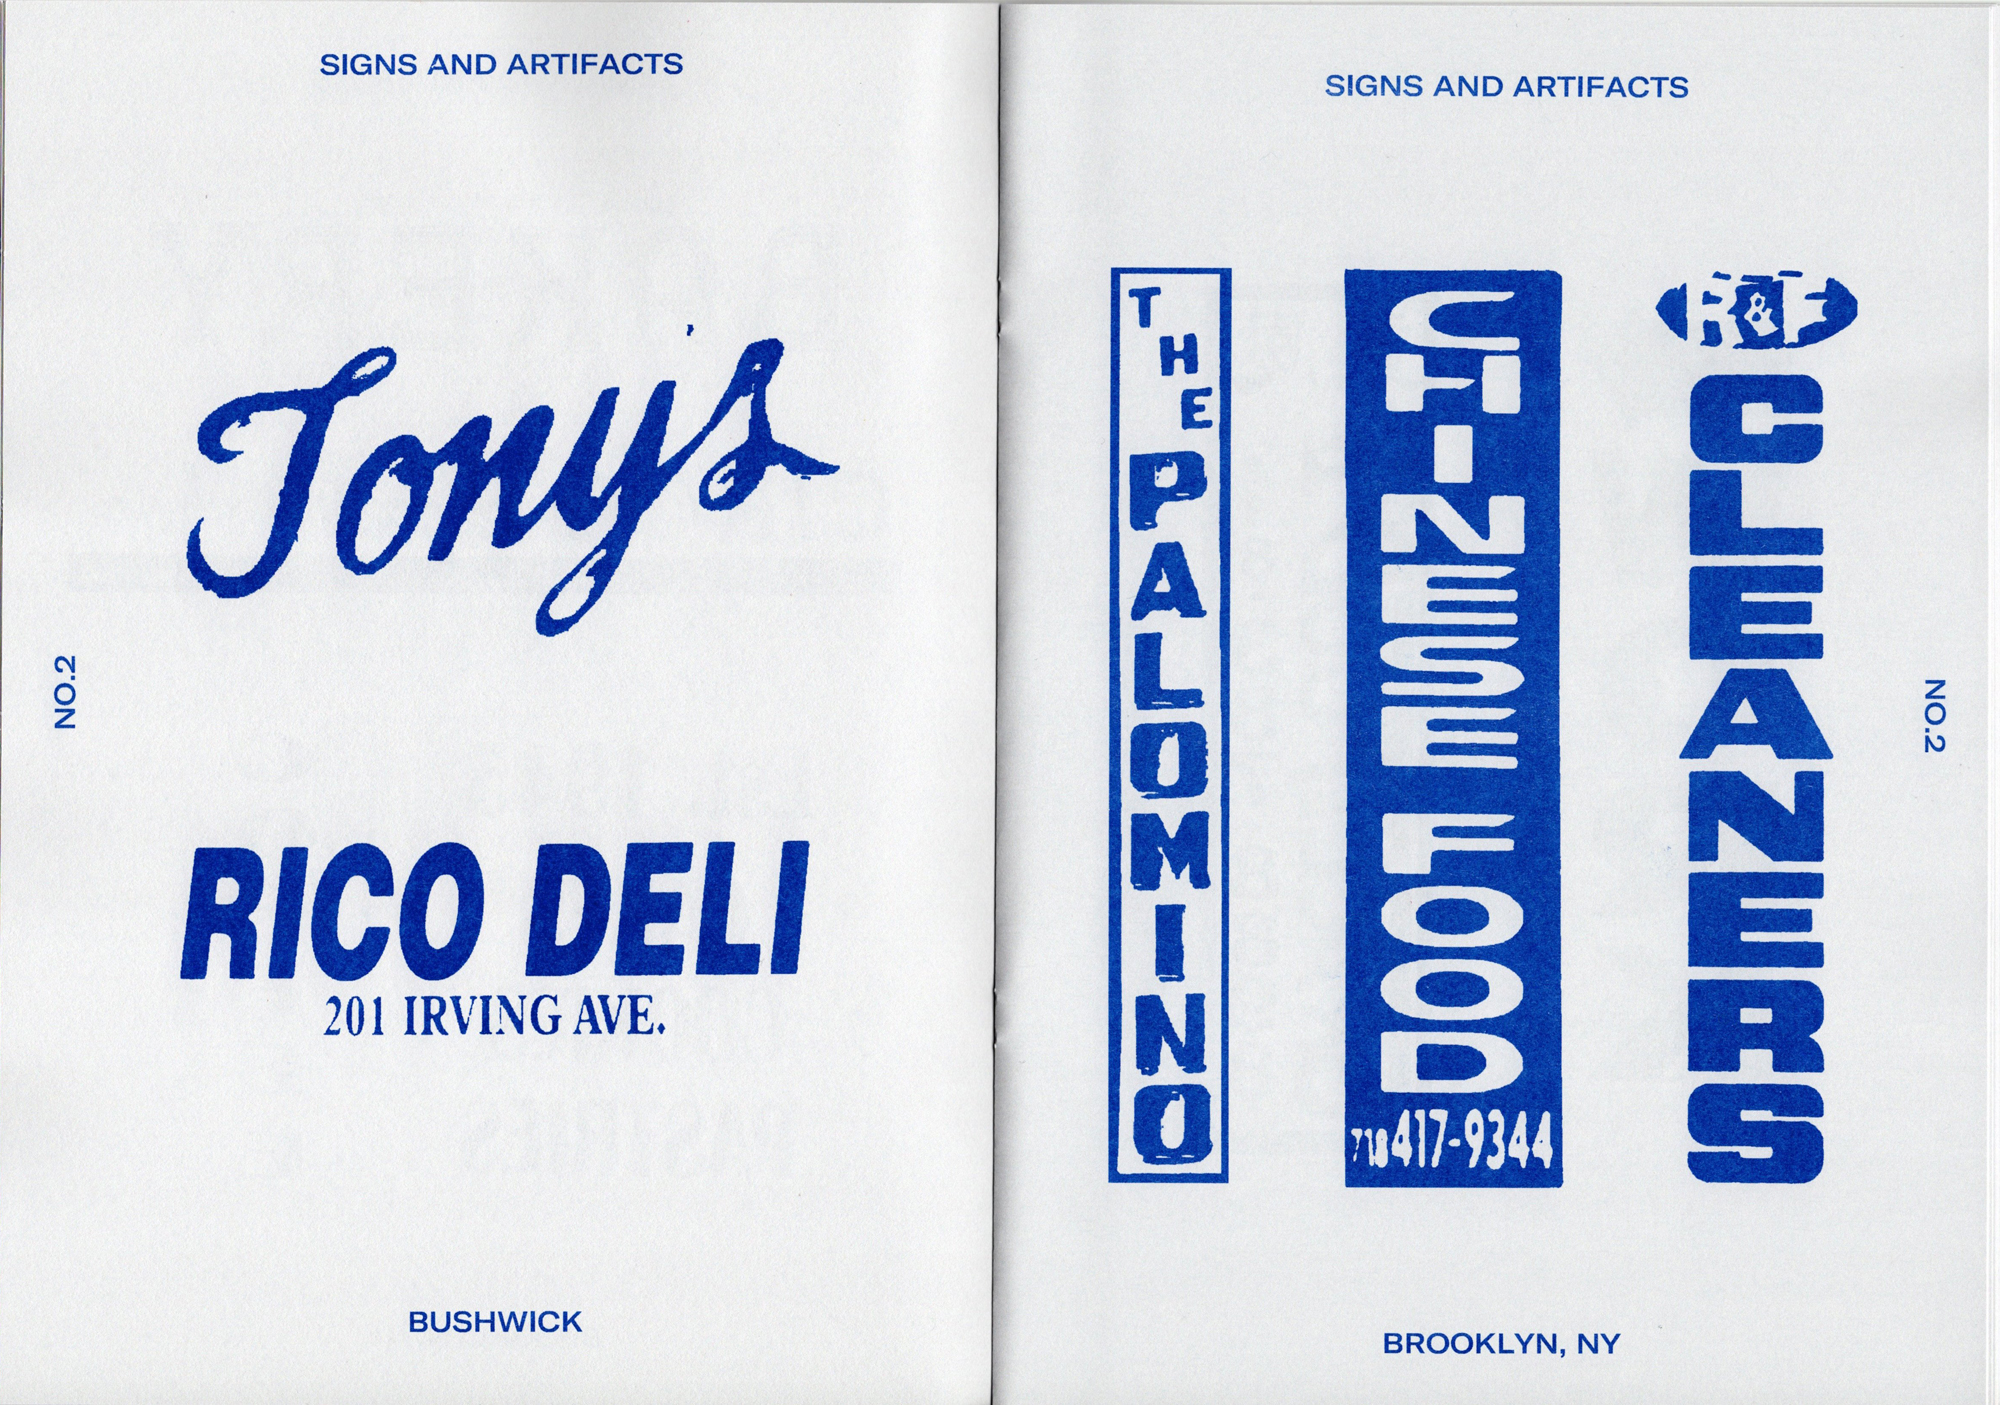 SIGNS AND ARTIFACTS
Tony's
NO.2
RICO DELI
201 IRVING AVE.
BUSHWICK
SIGNS AND ARTIFACTS
THE PALOMINO
CHINESE FOOD
718 417-9344
R&F
CLEANERS
NO.2
BROOKLYN, NY